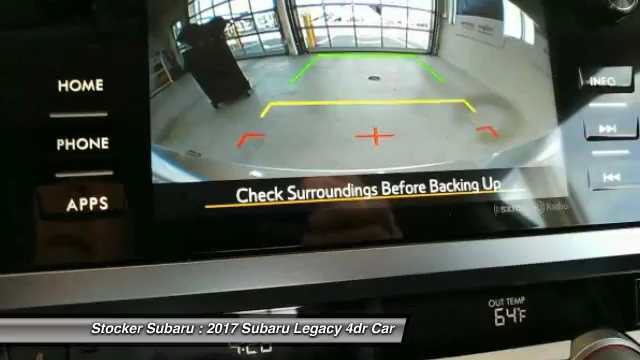 HOME
INFO
PHONE
APPS
Check Surroundings Before Backing Up
Radio
OUT TEMP
64°F
Stocker Subaru : 2017 Subaru Legacy 4dr Car